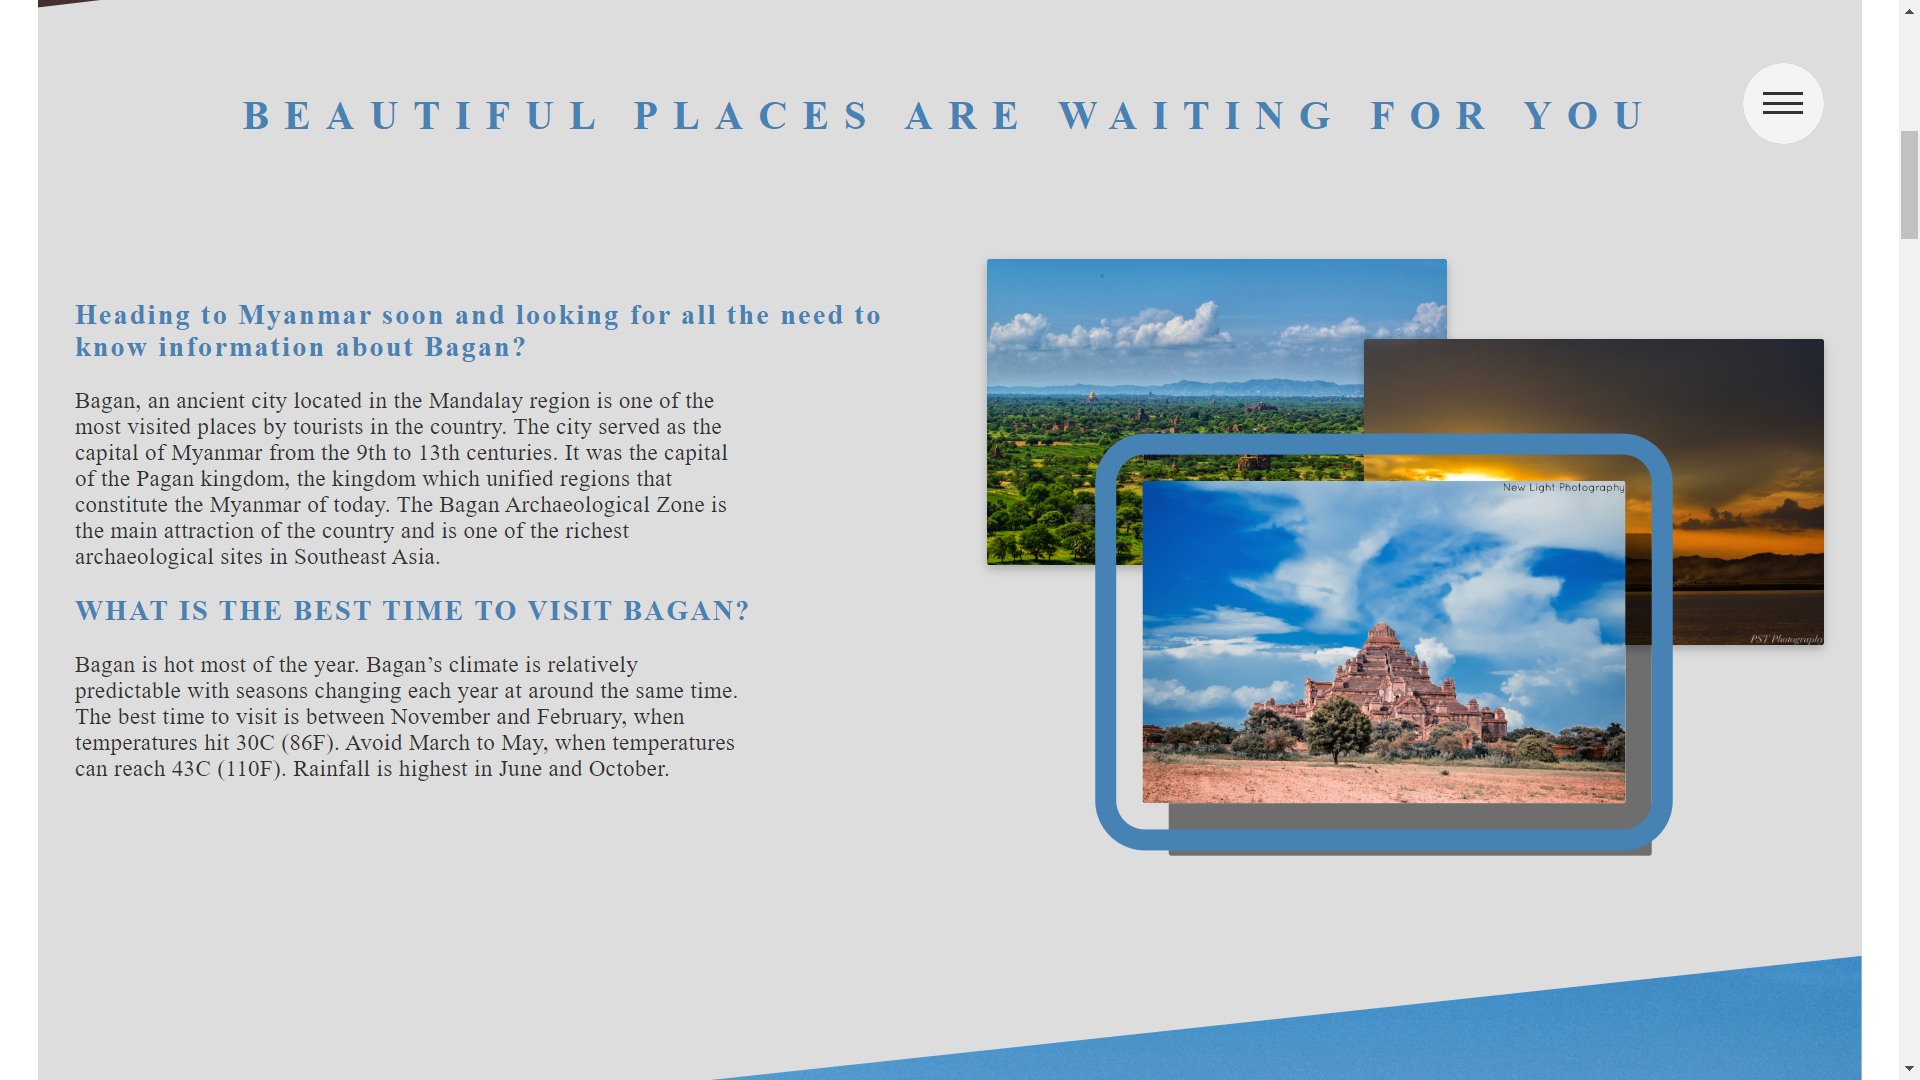 BEAUTIFUL PLACES ARE WAITING FOR YOU
Heading to Myanmar soon and looking for all the need to
know information about Bagan?
Bagan, an ancient city located in the Mandalay region is one of the
most visited places by tourists in the country. The city served as the
capital of Myanmar from the 9th to 13th centuries. It was the capital
of the Pagan kingdom, the kingdom which unified regions that
constitute the Myanmar of today. The Bagan Archaeological Zone is
the main attraction of the country and is one of the richest
archaeological sites in Southeast Asia.
WHAT IS THE BEST TIME TO VISIT BAGAN?
Bagan is hot most of the year. Bagan’s climate is relatively
predictable with seasons changing each year at around the same time.
The best time to visit is between November and February, when
temperatures hit 30C (86F). Avoid March to May, when temperatures
can reach 43C (110F). Rainfall is highest in June and October.
New Light Photography
PST Photography